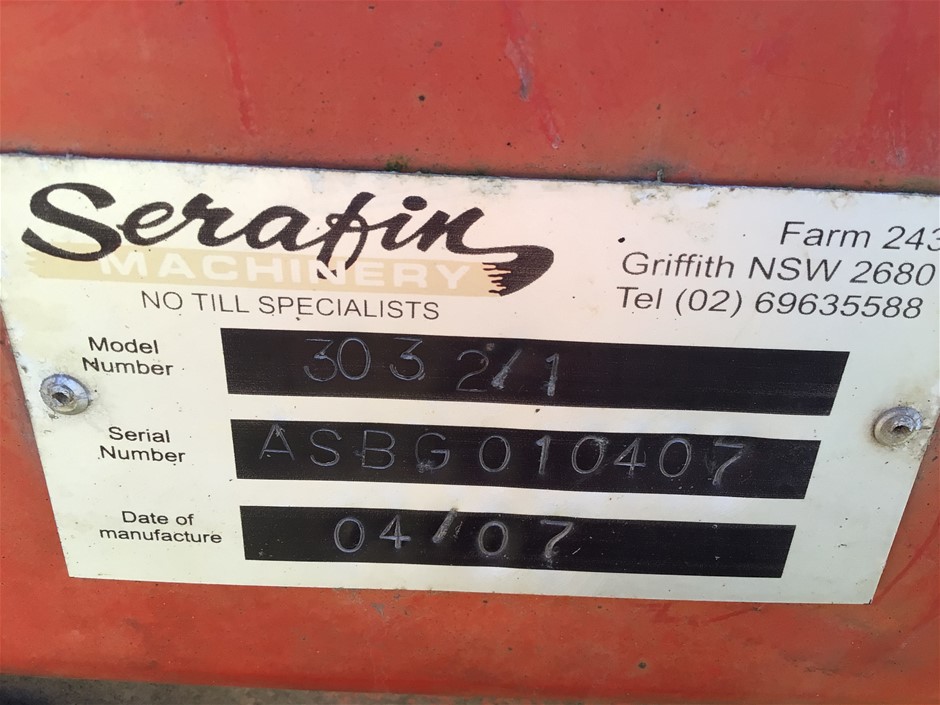 Serafin
MACHINERY
NO TILL SPECIALISTS
Farm 243
Griffith NSW 2680
Tel (02) 69635588
Model Number
303 2/1
Serial Number
ASBG010407
Date of manufacture
04/07